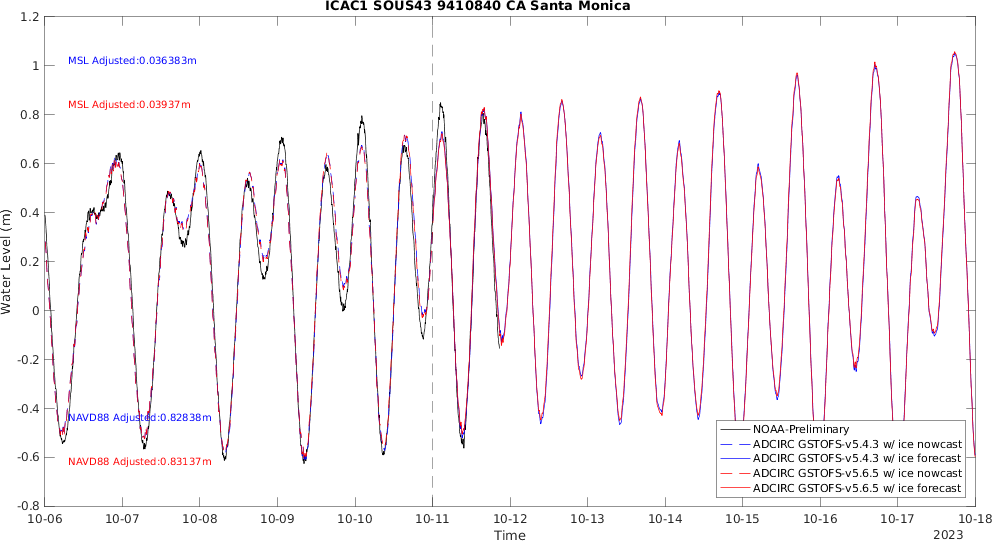 ICAC1 SOUS43 9410840 CA Santa Monica
1.2
1
0.8
0.6
0.4
0.2
0
-0.2
-0.4
-0.6
-0.8
Water Level (m)
MSL Adjusted:0.036383m
MSL Adjusted:0.03937m
NAVD88 Adjusted:0.82838m
NAVD88 Adjusted:0.83137m
NOAA-Preliminary
ADCIRC GSTOFS-v5.4.3 w/ ice nowcast
ADCIRC GSTOFS-v5.4.3 w/ ice forecast
ADCIRC GSTOFS-v5.6.5 w/ ice nowcast
ADCIRC GSTOFS-v5.6.5 w/ ice forecast
10-06 10-07 10-08 10-09 10-10 10-11 10-12 10-13 10-14 10-15 10-16 10-17 10-18
Time
2023